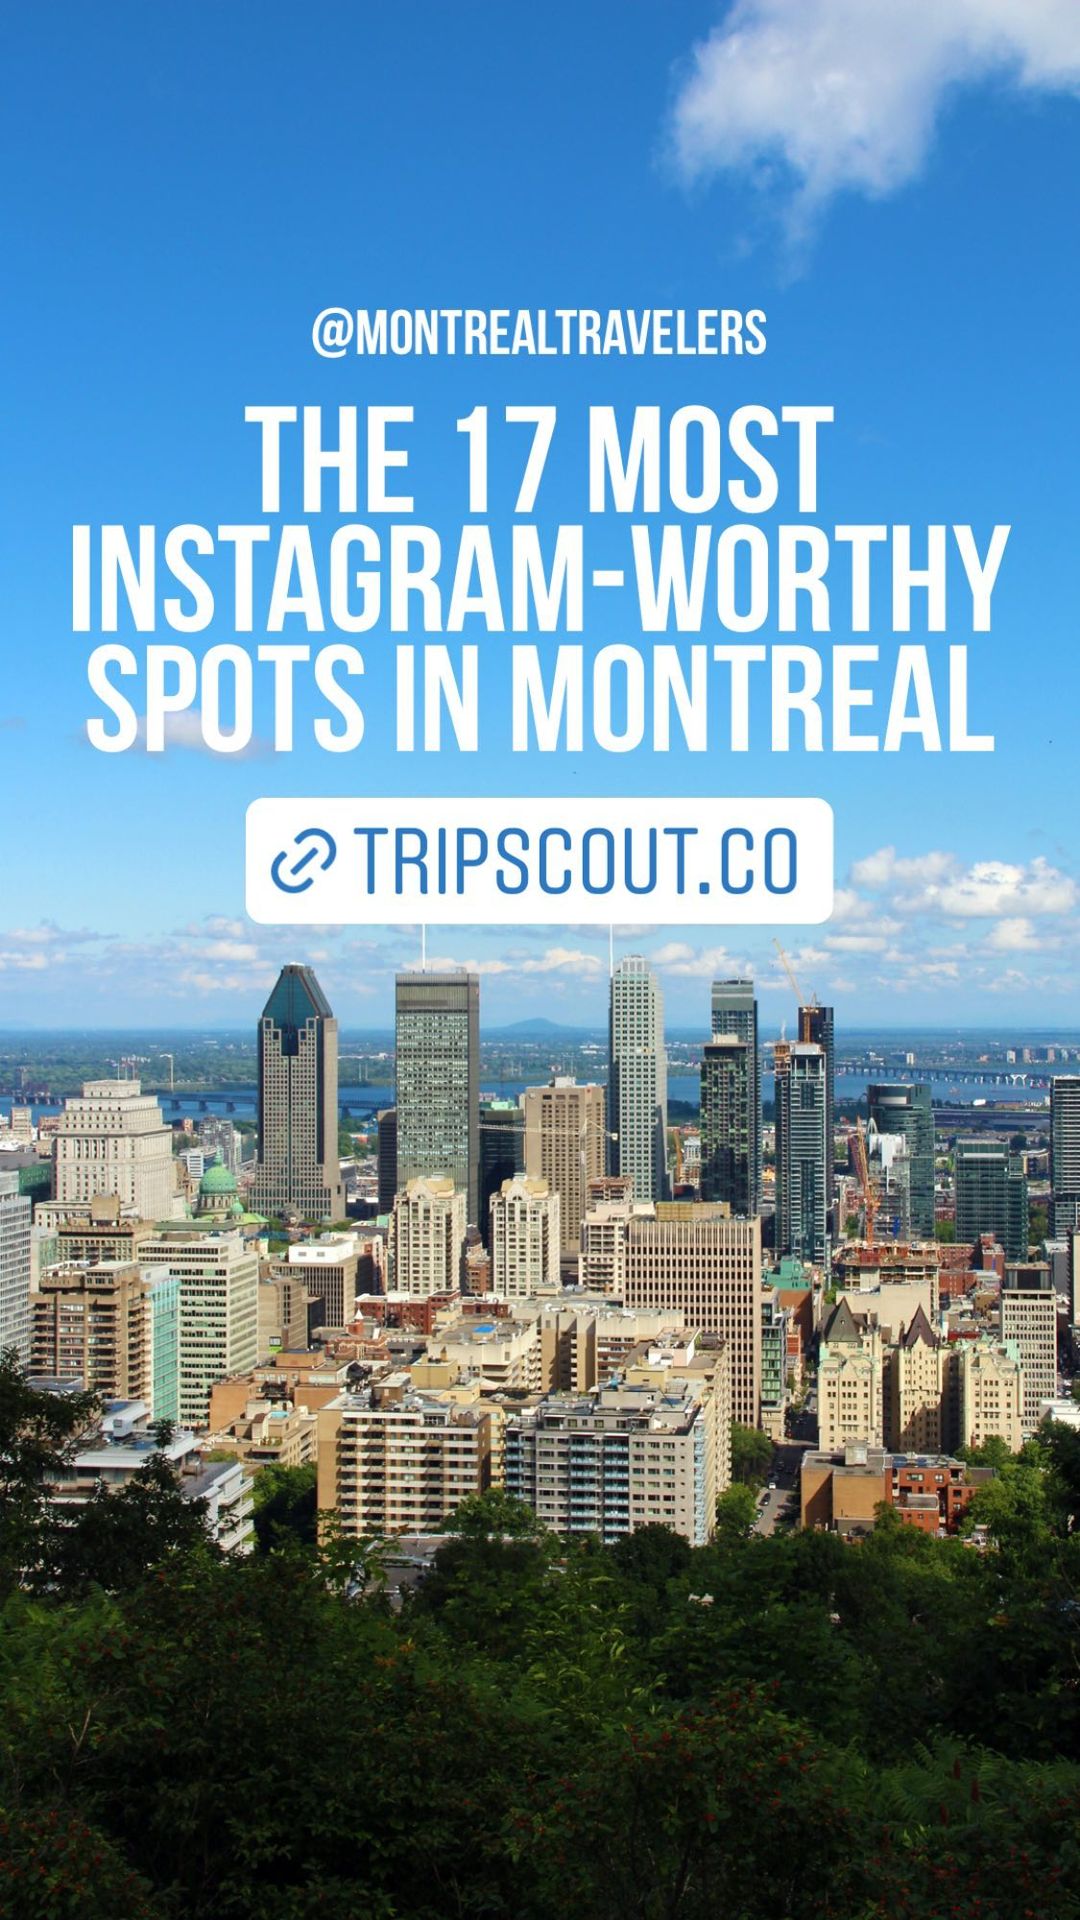 @MONTREALTRAVELERS
THE 17 MOST
INSTAGRAM-WORTHY
SPOTS IN MONTREAL
TRIPSCOUT.CO